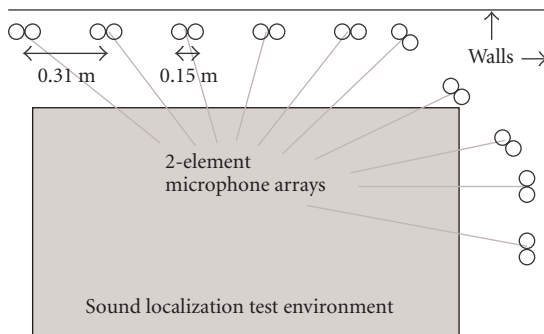 0.31 m
0.15 m
Walls
2-element
microphone arrays
Sound localization test environment